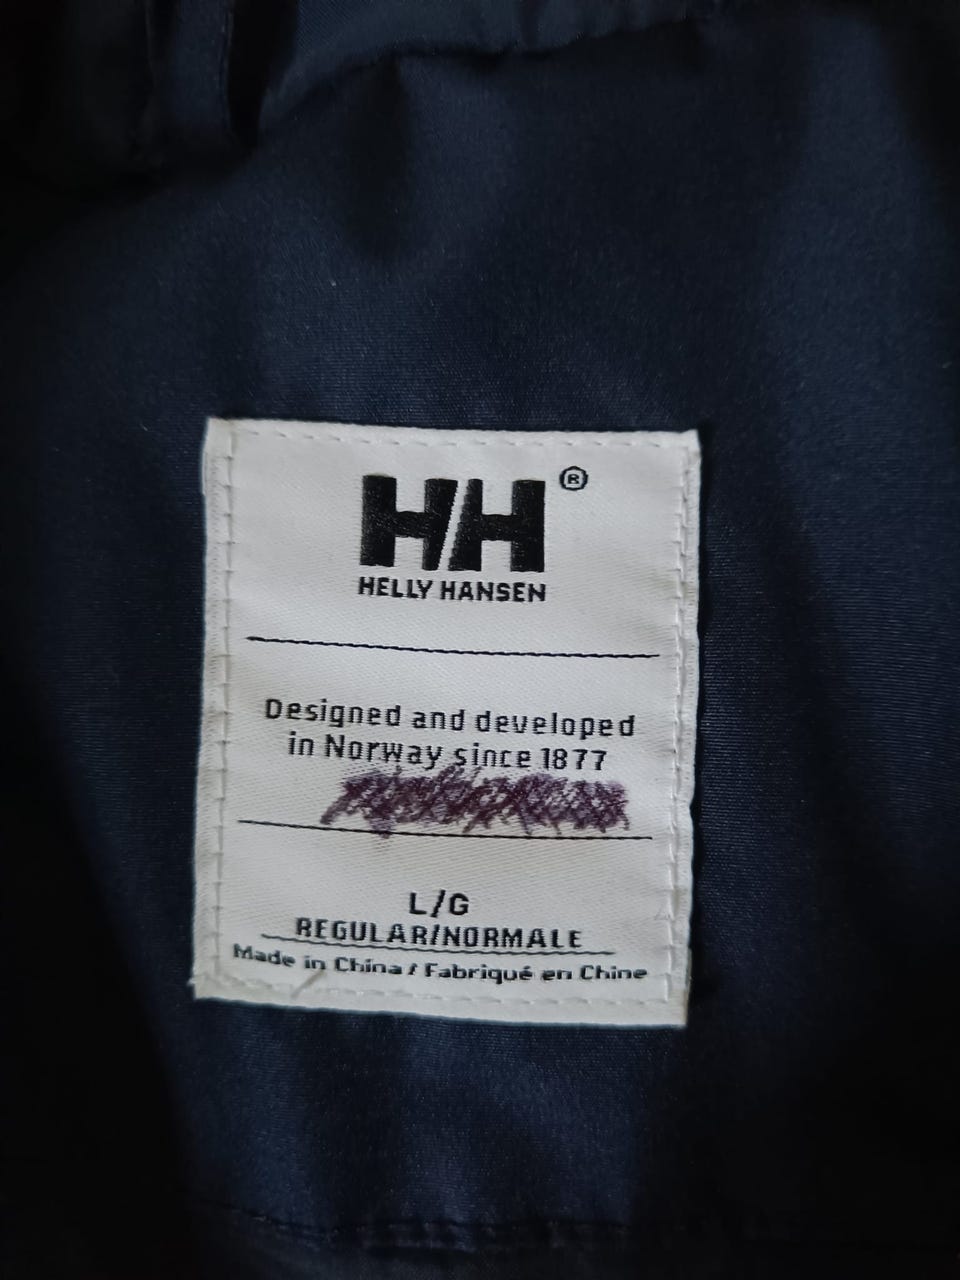 HH®
HELLY HANSEN
Designed and developed
in Norway since 1877
L/G
REGULAR/NORMALE
Made in China / Fabriqué en Chine